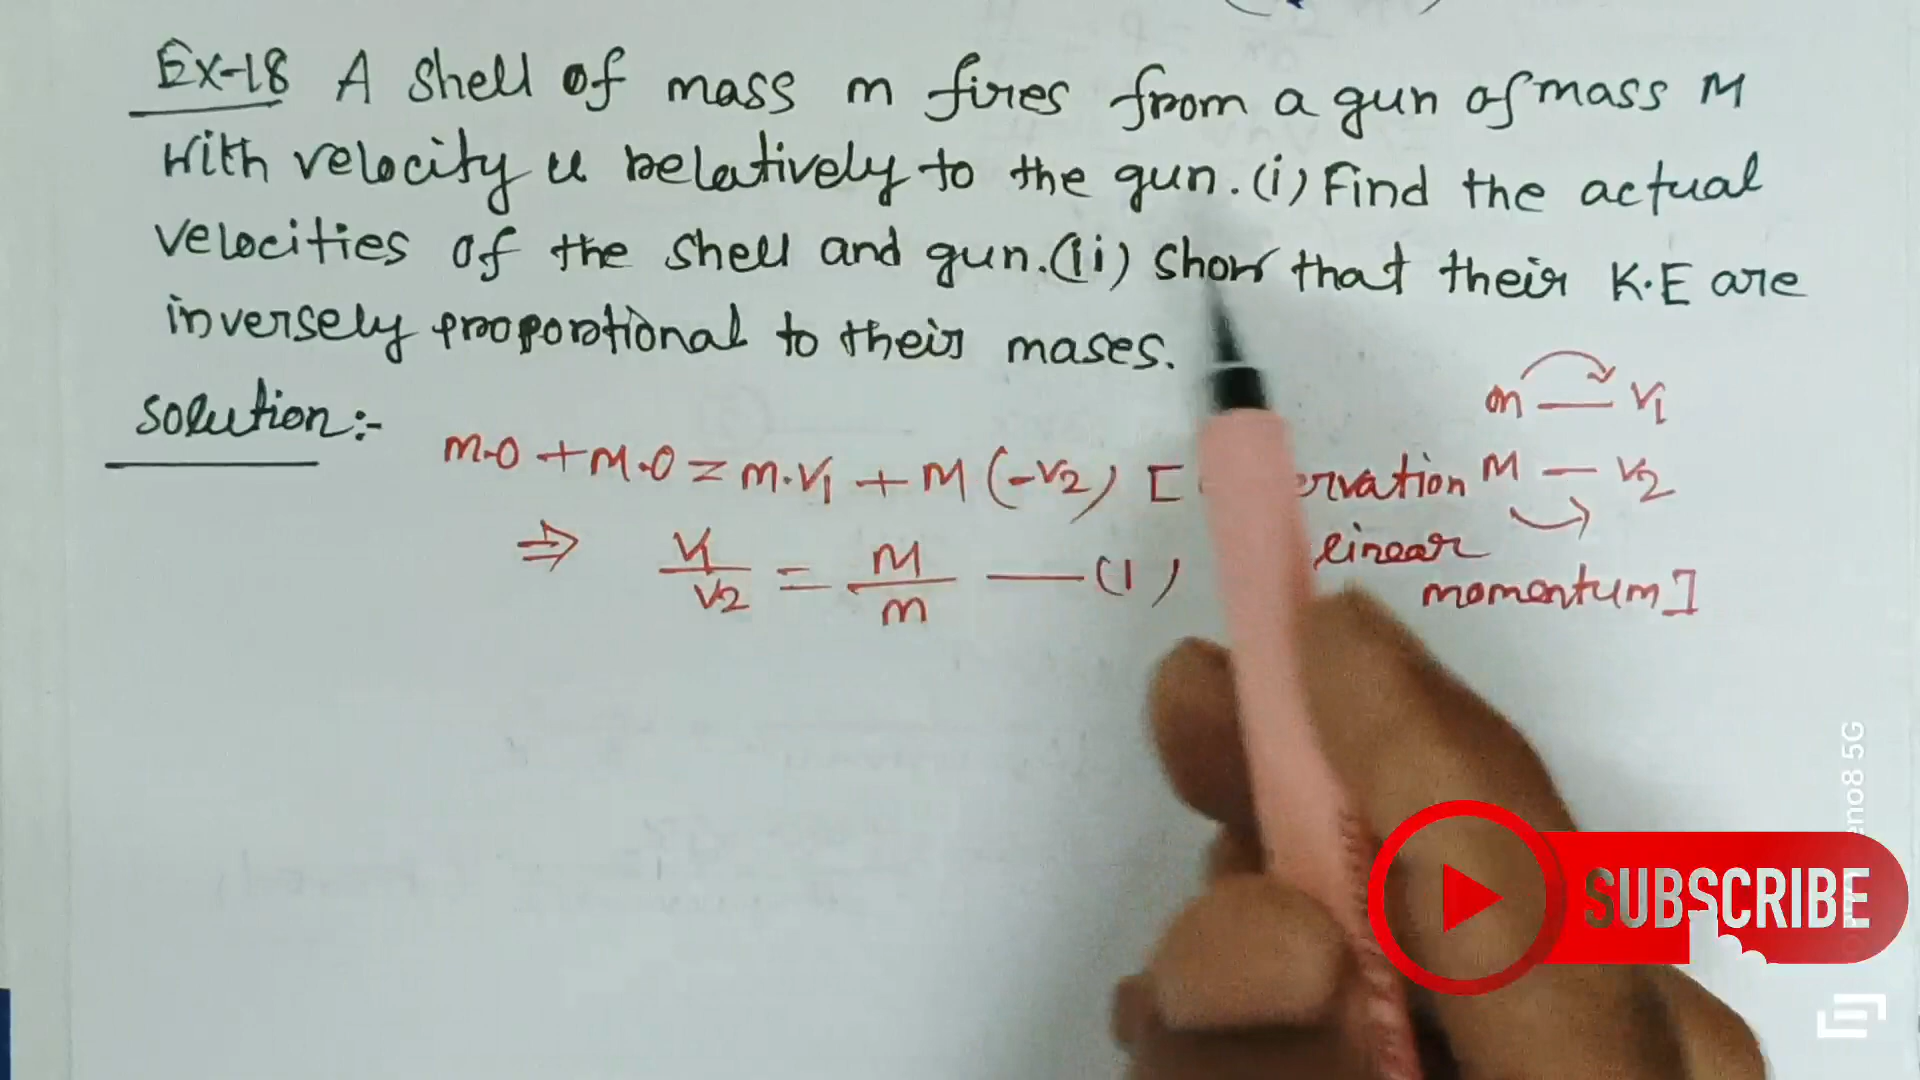 Ex-18 A shell of mass m fires from a gun of mass M
with velocity u relatively to the gun. (i) Find the actual
velocities of the shell and gun. (ii) show that their K.E are
inversely proportional to their mases.
solution:-
m — v1
m.0 + M.0 = m.v1 + M (-v2) [
M — v2
⇒ v1/v2 = M/m — (1)
linear
momentum]
SUBSCRIBE